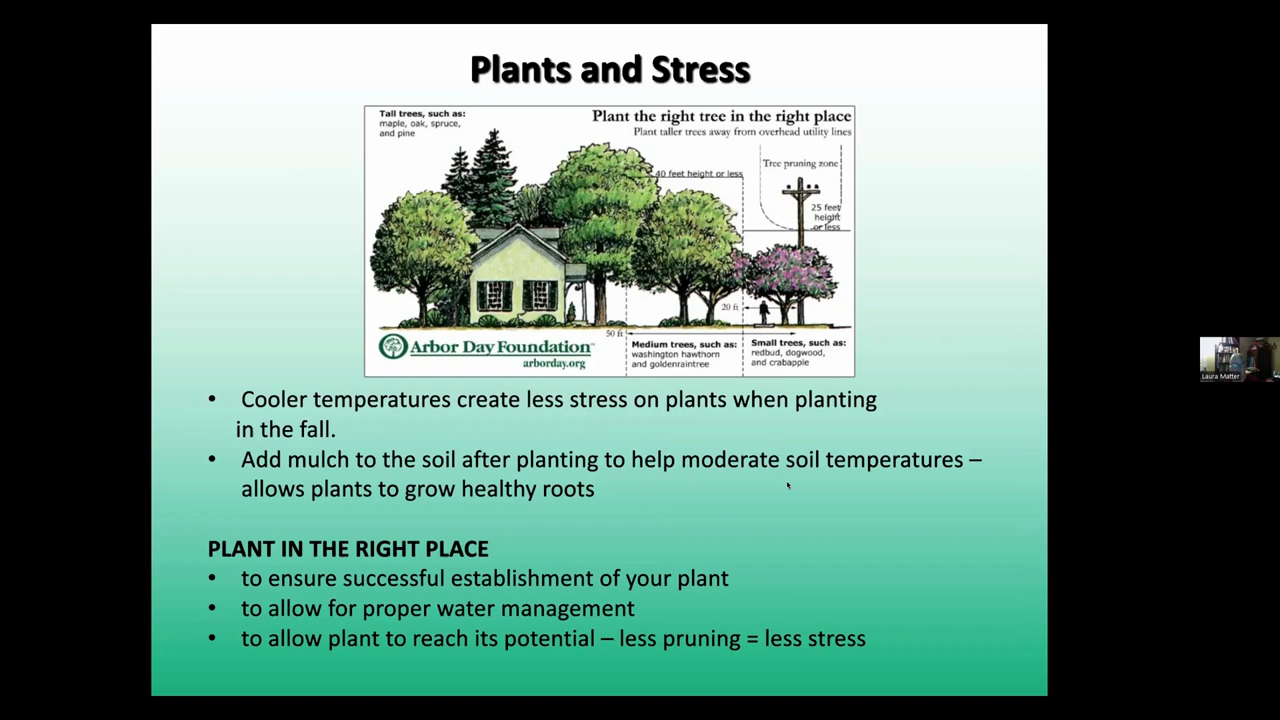 Plants and Stress
Tall trees, such as:
maple, oak, spruce,
and pine
Plant the right tree in the right place
Plant taller trees away from overhead utility lines
Tree pruning zone
40 feet height or less
25 feet
height
or less
20 ft
50 ft
Arbor Day Foundation™
arborday.org
Medium trees, such as:
washington hawthorn
and goldenraintree
Small trees, such as:
redbud, dogwood,
and crabapple
• Cooler temperatures create less stress on plants when planting
in the fall.
• Add mulch to the soil after planting to help moderate soil temperatures –
allows plants to grow healthy roots
PLANT IN THE RIGHT PLACE
• to ensure successful establishment of your plant
• to allow for proper water management
• to allow plant to reach its potential – less pruning = less stress
Laura Matter